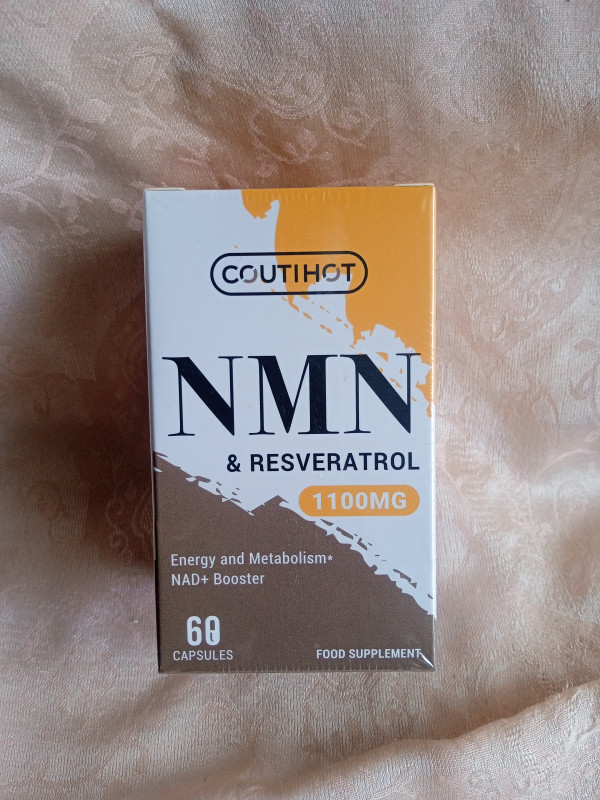 COUTIHOT
NMN
& RESVERATROL
1100MG
Energy and Metabolism*
NAD+ Booster
60
CAPSULES
FOOD SUPPLEMENT